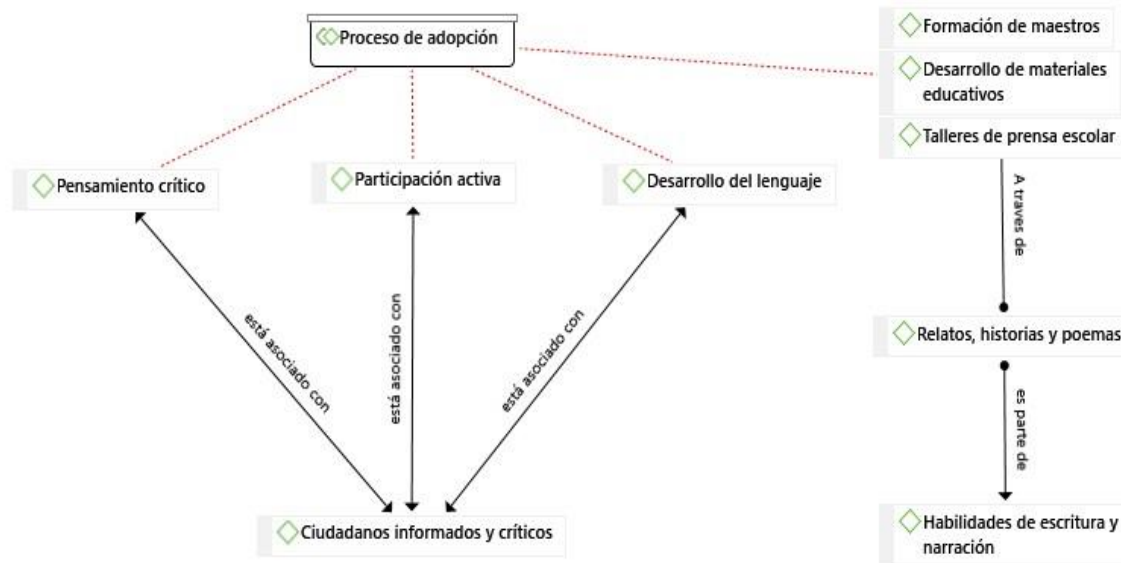 Proceso de adopción
Formación de maestros
Desarrollo de materiales
educativos
Talleres de prensa escolar
Pensamiento crítico
Participación activa
Desarrollo del lenguaje
A traves de
está asociado con
está asociado con
está asociado con
Relatos, historias y poemas
es parte de
Ciudadanos informados y críticos
Habilidades de escritura y
narración